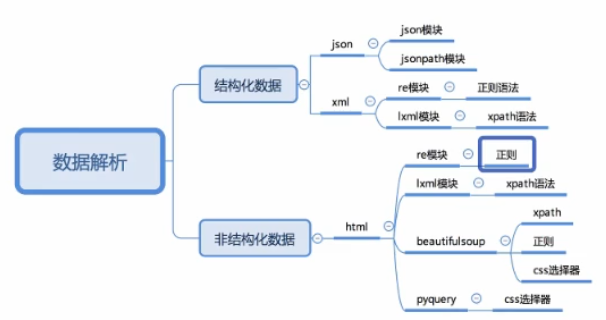 数据解析
结构化数据
json
json模块
jsonpath模块
xml
re模块
正则语法
lxml模块
xpath语法
非结构化数据
html
re模块
正则
lxml模块
xpath语法
beautifulsoup
xpath
正则
css选择器
pyquery
css选择器